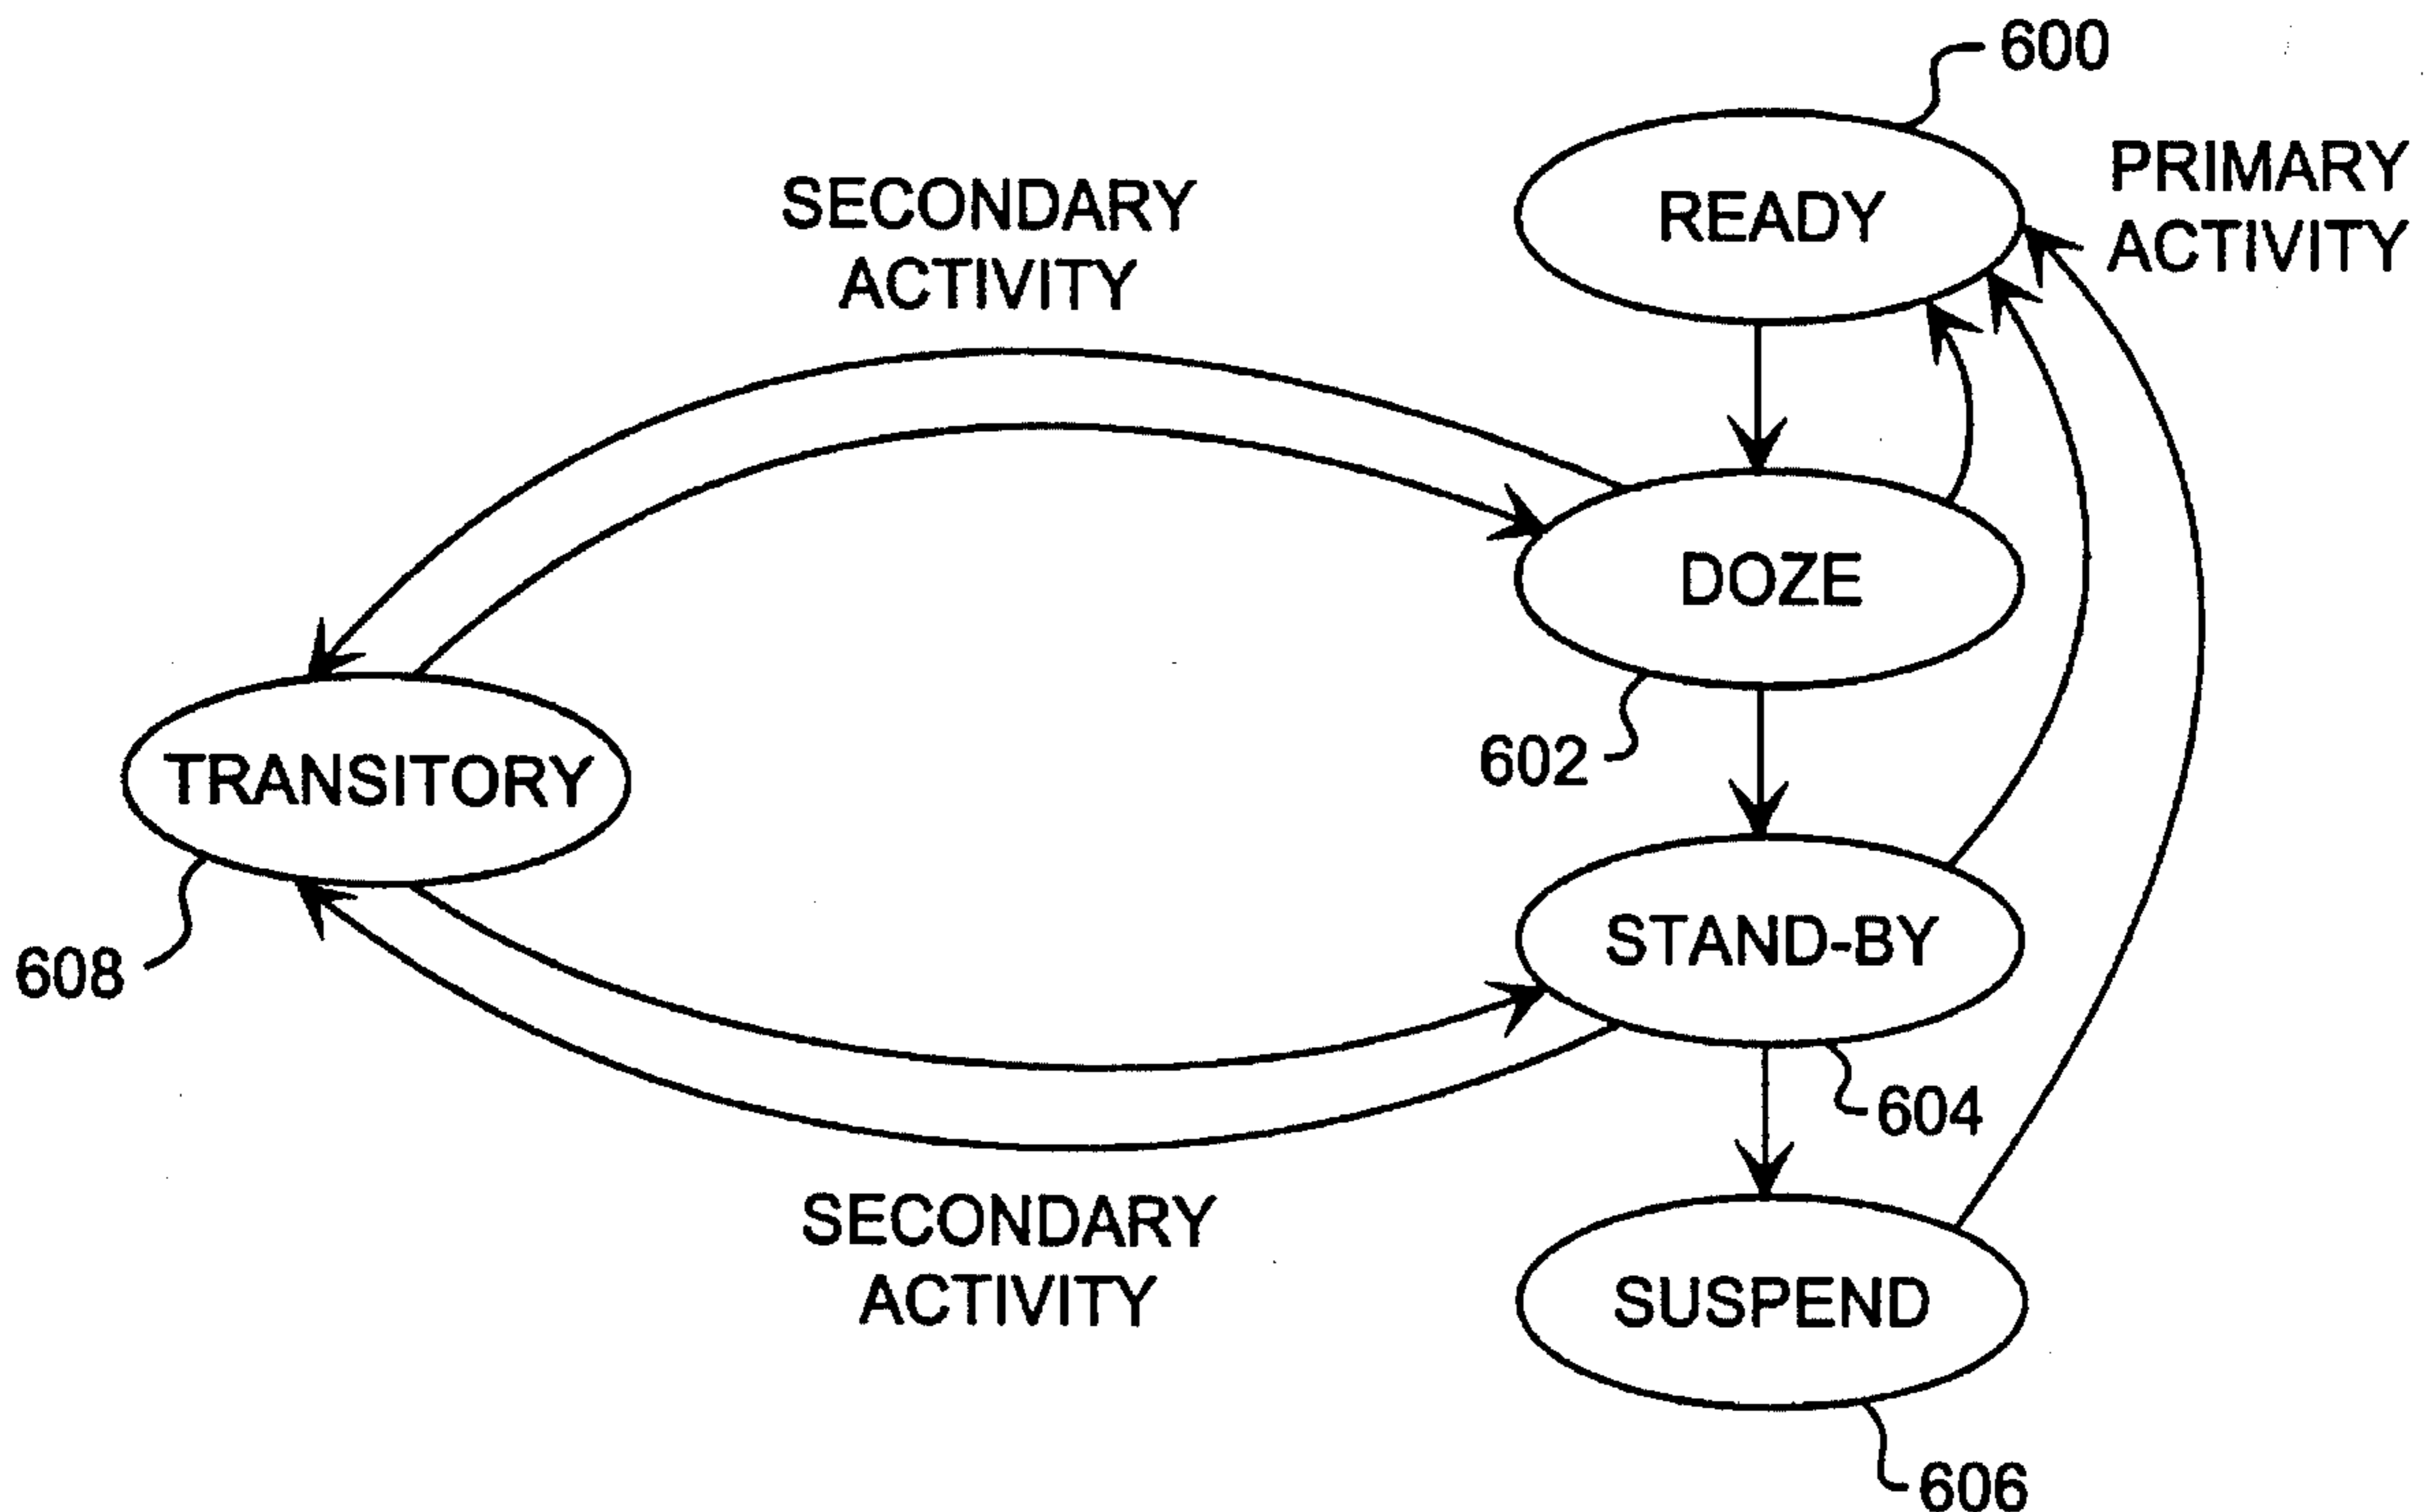 600
READY
PRIMARY
ACTIVITY
SECONDARY
ACTIVITY
DOZE
602
TRANSITORY
608
STAND-BY
604
SECONDARY
ACTIVITY
SUSPEND
606